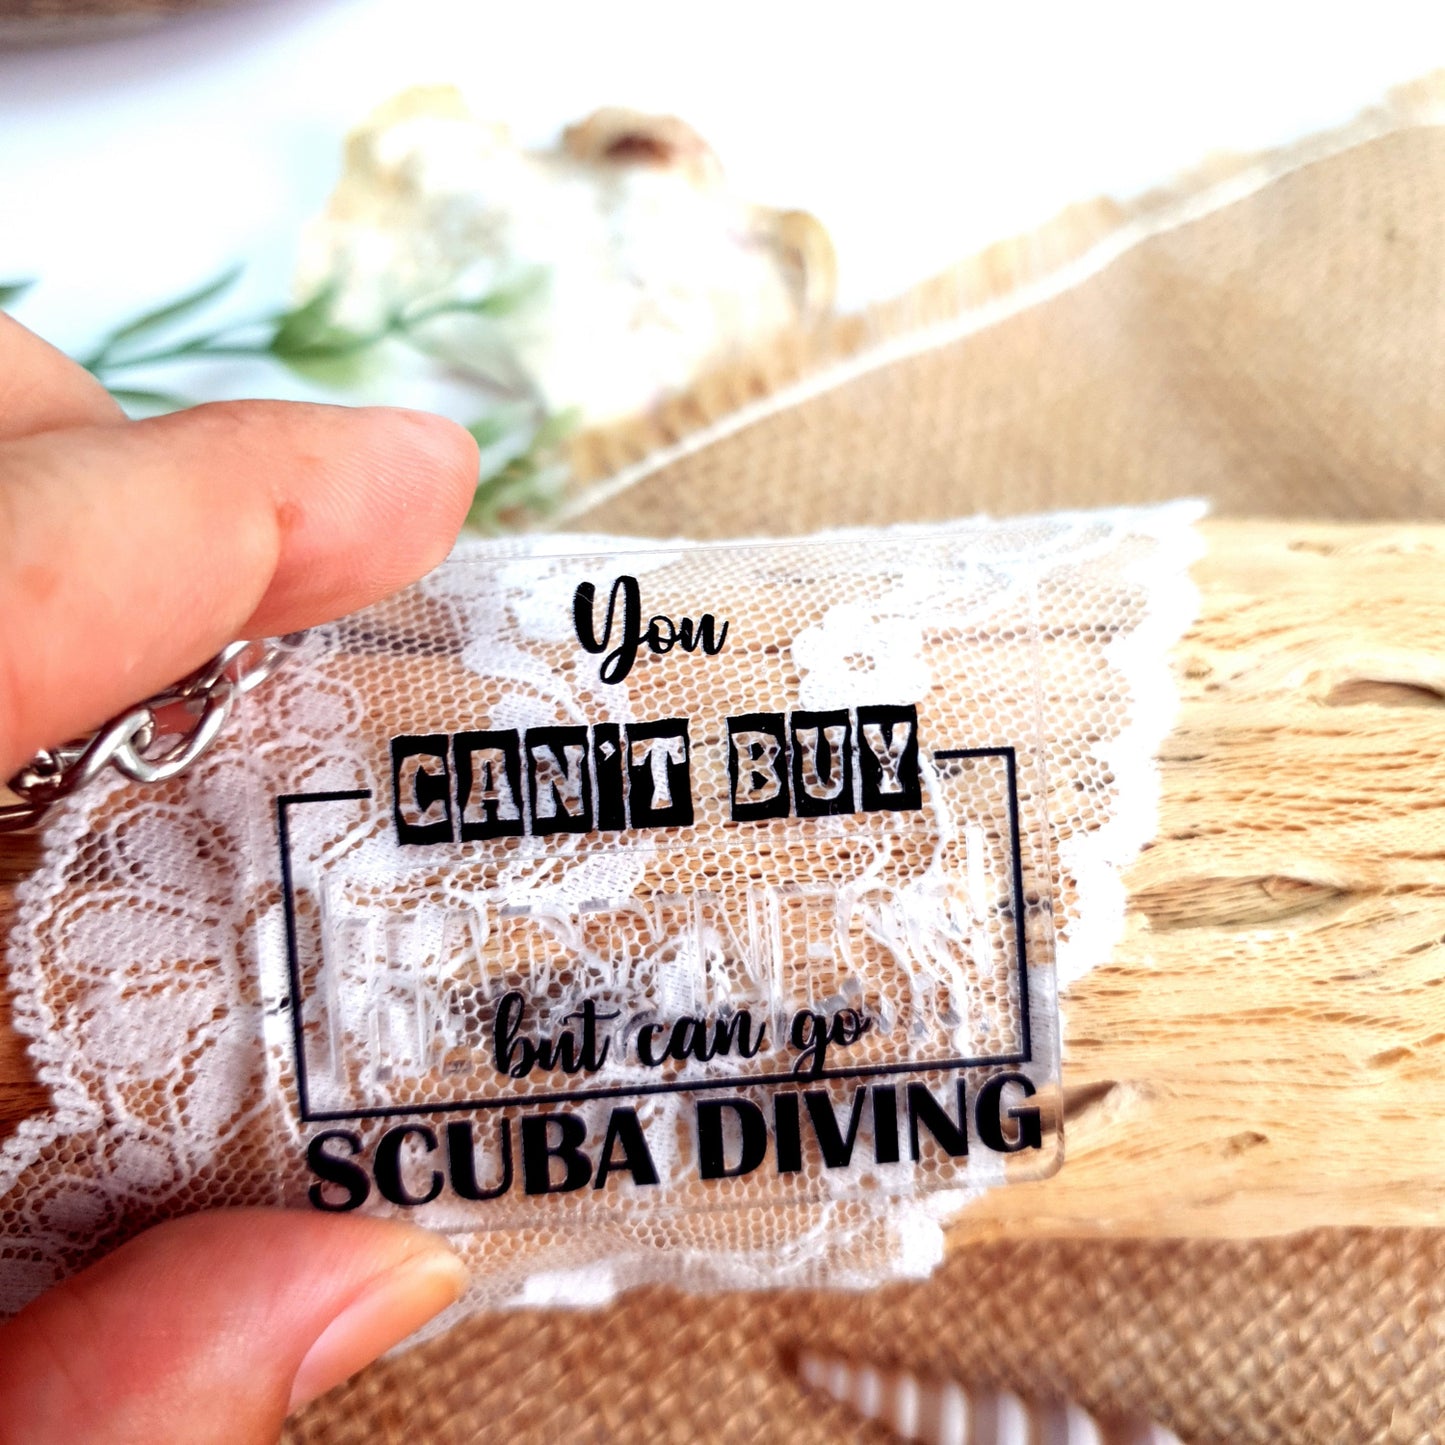 You
CAN'T BUY
HAPPINESS
but can go
SCUBA DIVING